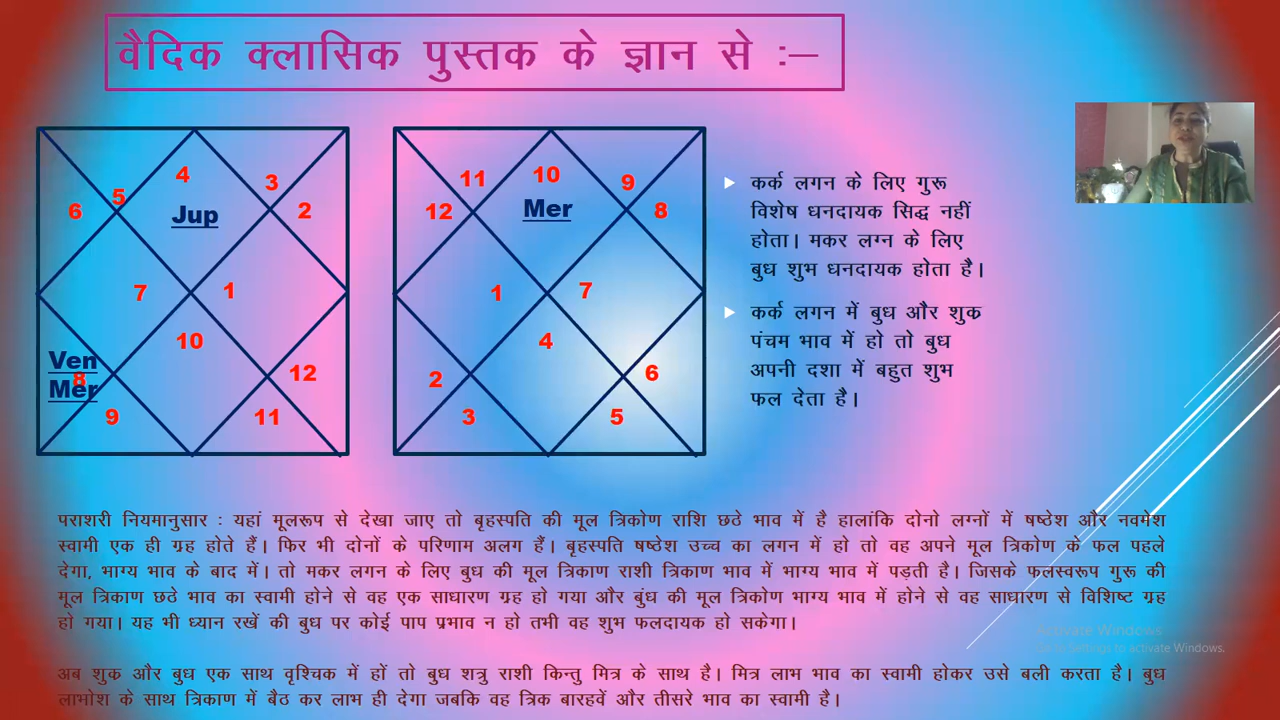 वैदिक क्लासिक पुस्तक के ज्ञान से :–
4
5
3
6
2
Jup
7
1
10
Ven
8
Mer
12
9
11
10
11
9
12
8
Mer
1
7
4
2
6
3
5
कर्क लगन के लिए गुरू
विशेष धनदायक सिद्ध नहीं
होता। मकर लग्न के लिए
बुध शुभ धनदायक होता है।
कर्क लगन में बुध और शुक
पंचम भाव में हो तो बुध
अपनी दशा में बहुत शुभ
फल देता है।
पराशरी नियमानुसार : यहां मूलरूप से देखा जाए तो बृहस्पति की मूल त्रिकोण राशि छठे भाव में है हालांकि दोनो लग्नों में षष्ठेश और नवमेश
स्वामी एक ही ग्रह होते हैं। फिर भी दोनों के परिणाम अलग हैं। बृहस्पति षष्ठेश उच्च का लगन में हो तो वह अपने मूल त्रिकोण के फल पहले
देगा, भाग्य भाव के बाद में। तो मकर लगन के लिए बुध की मूल त्रिकाण राशी त्रिकाण भाव में भाग्य भाव में पड़ती है। जिसके फलस्वरूप गुरू की
मूल त्रिकाण छठे भाव का स्वामी होने से वह एक साधारण ग्रह हो गया और बुंध की मूल त्रिकोण भाग्य भाव में होने से वह साधारण से विशिष्ट ग्रह
हो गया। यह भी ध्यान रखें की बुध पर कोई पाप प्रभाव न हो तभी वह शुभ फलदायक हो सकेगा।
Activate Windows
Go to Settings to activate Windows.
अब शुक और बुध एक साथ वृश्चिक में हों तो बुध शत्रु राशी किन्तु मित्र के साथ है। मित्र लाभ भाव का स्वामी होकर उसे बली करता है। बुध
लाभोश के साथ त्रिकाण में बैठ कर लाभ ही देगा जबकि वह त्रिक बारहवें और तीसरे भाव का स्वामी है।